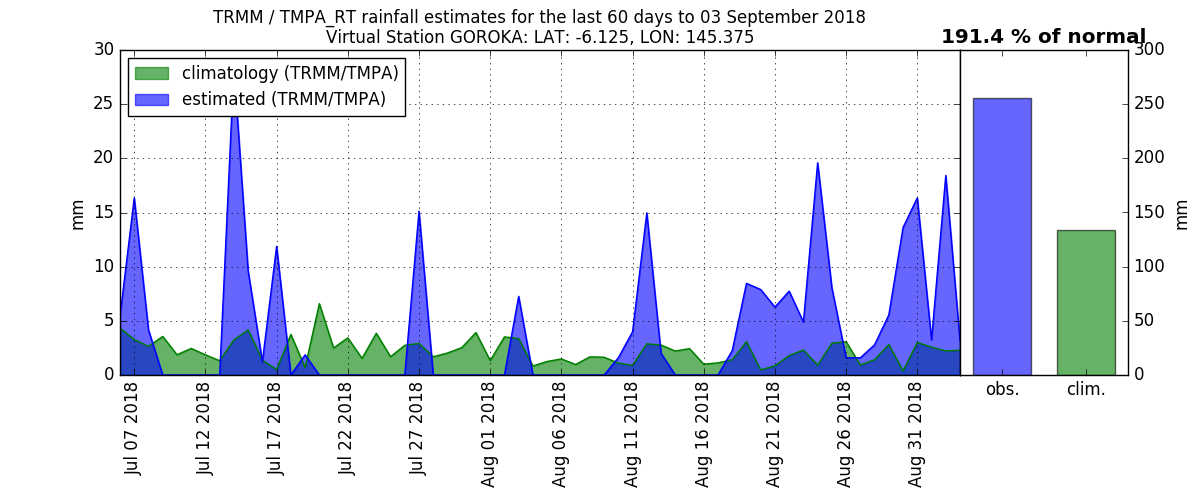 TRMM / TMPA_RT rainfall estimates for the last 60 days to 03 September 2018
Virtual Station GOROKA: LAT: -6.125, LON: 145.375
191.4 % of normal
climatology (TRMM/TMPA)
estimated (TRMM/TMPA)
30
25
20
15
10
5
0
mm
Jul 07 2018
Jul 12 2018
Jul 17 2018
Jul 22 2018
Jul 27 2018
Aug 01 2018
Aug 06 2018
Aug 11 2018
Aug 16 2018
Aug 21 2018
Aug 26 2018
Aug 31 2018
obs.
clim.
300
250
200
150
100
50
0
mm